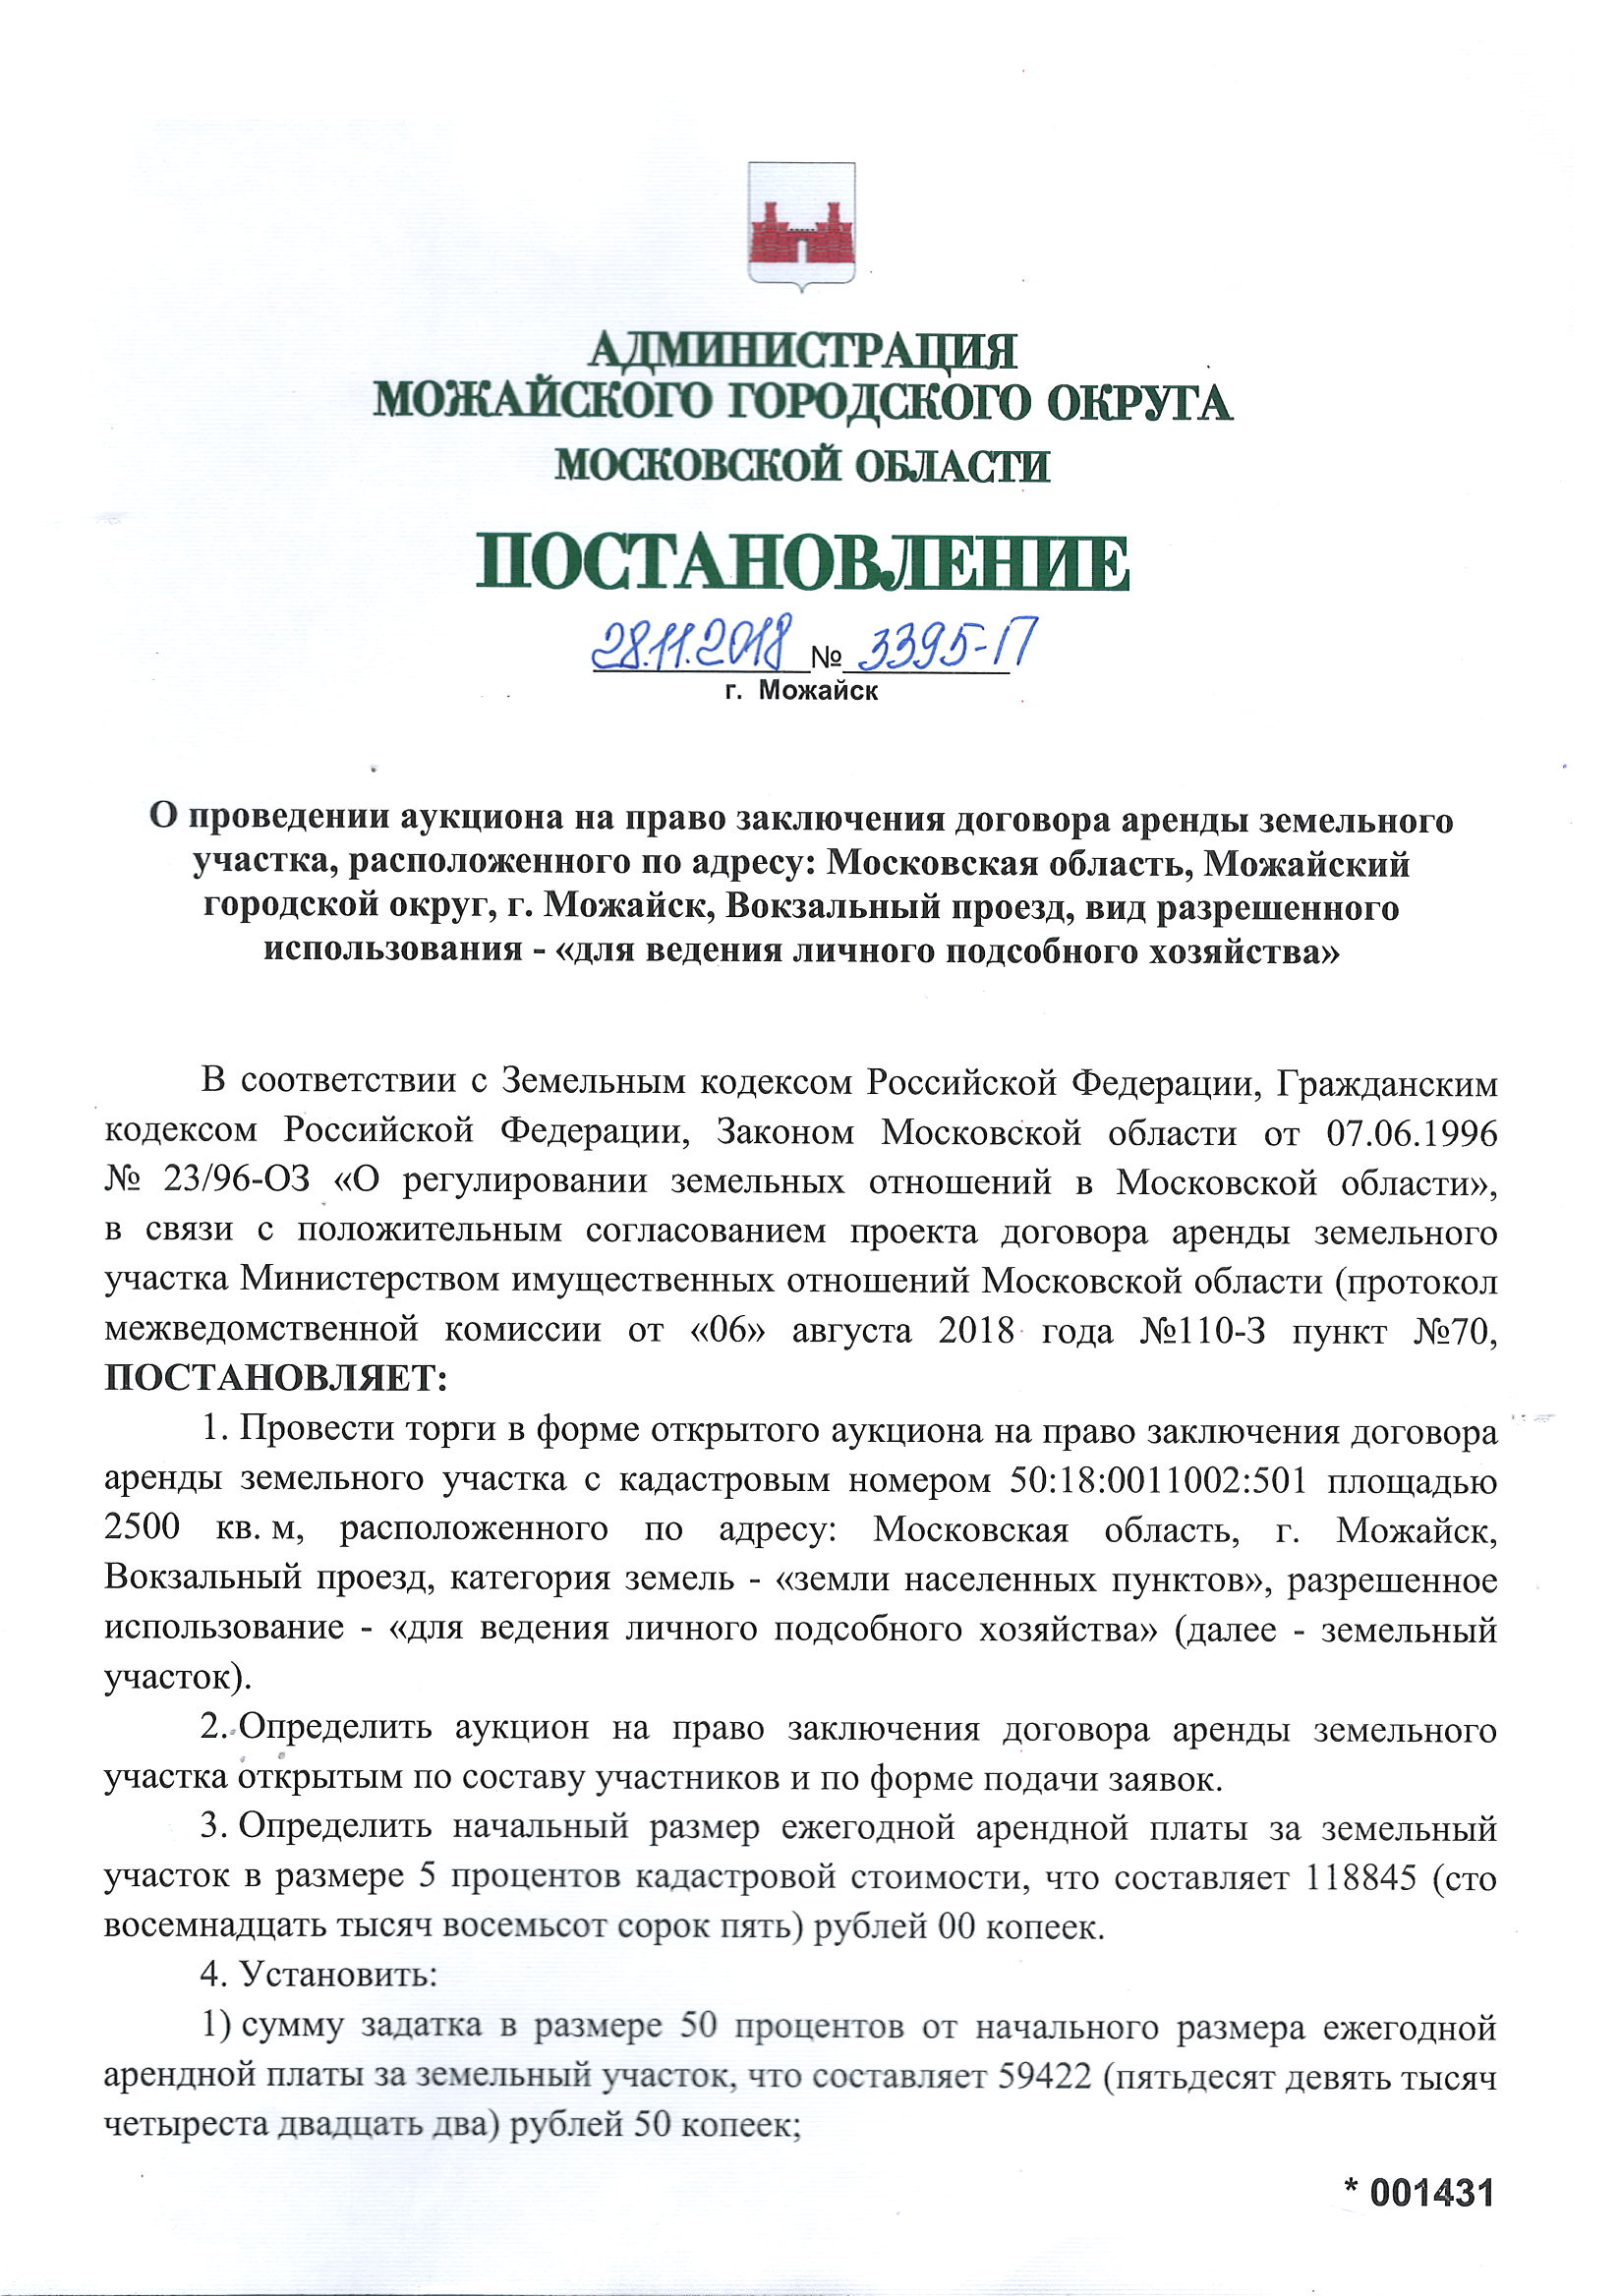 АДМИНИСТРАЦИЯ
МОЖАЙСКОГО ГОРОДСКОГО ОКРУГА
МОСКОВСКОЙ ОБЛАСТИ
ПОСТАНОВЛЕНИЕ
28.11.2018 № 3395-П
г. Можайск
О проведении аукциона на право заключения договора аренды земельного
участка, расположенного по адресу: Московская область, Можайский
городской округ, г. Можайск, Вокзальный проезд, вид разрешенного
использования - «для ведения личного подсобного хозяйства»
В соответствии с Земельным кодексом Российской Федерации, Гражданским
кодексом Российской Федерации, Законом Московской области от 07.06.1996
№ 23/96-ОЗ «О регулировании земельных отношений в Московской области»,
в связи с положительным согласованием проекта договора аренды земельного
участка Министерством имущественных отношений Московской области (протокол
межведомственной комиссии от «06» августа 2018 года №110-З пункт №70,
ПОСТАНОВЛЯЕТ:
1. Провести торги в форме открытого аукциона на право заключения договора
аренды земельного участка с кадастровым номером 50:18:0011002:501 площадью
2500 кв. м, расположенного по адресу: Московская область, г. Можайск,
Вокзальный проезд, категория земель - «земли населенных пунктов», разрешенное
использование - «для ведения личного подсобного хозяйства» (далее - земельный
участок).
2. Определить аукцион на право заключения договора аренды земельного
участка открытым по составу участников и по форме подачи заявок.
3. Определить начальный размер ежегодной арендной платы за земельный
участок в размере 5 процентов кадастровой стоимости, что составляет 118845 (сто
восемнадцать тысяч восемьсот сорок пять) рублей 00 копеек.
4. Установить:
1) сумму задатка в размере 50 процентов от начального размера ежегодной
арендной платы за земельный участок, что составляет 59422 (пятьдесят девять тысяч
четыреста двадцать два) рублей 50 копеек;
* 001431